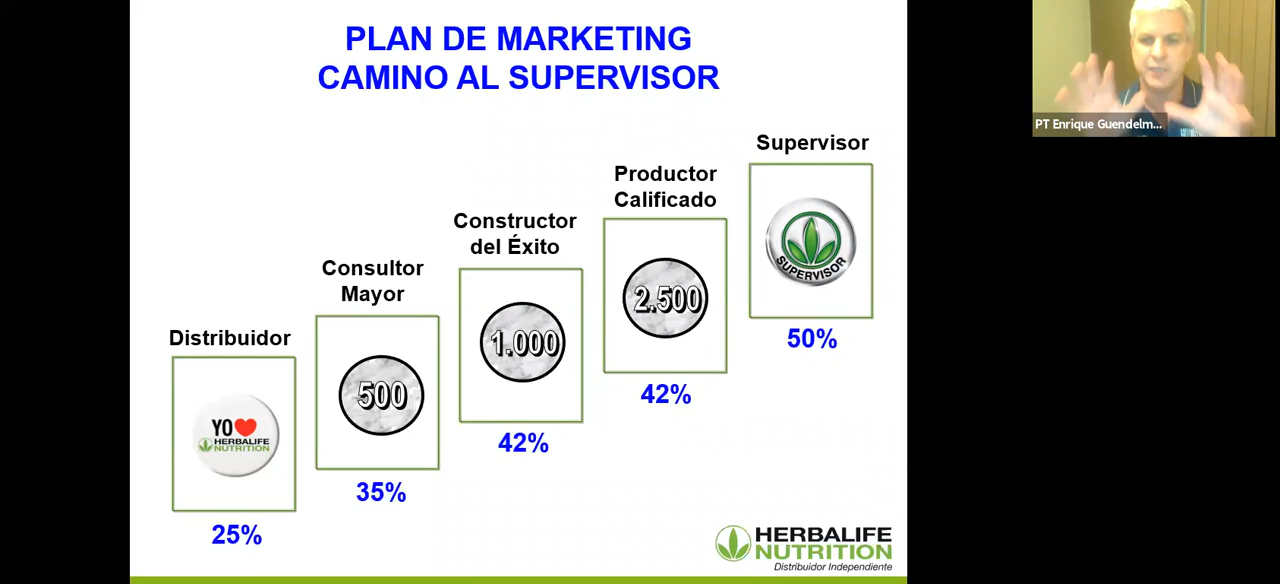 PLAN DE MARKETING
CAMINO AL SUPERVISOR
PT Enrique Guendelm...
Supervisor
SUPERVISOR
50%
Productor
Calificado
2.500
42%
Constructor
del Éxito
1.000
42%
Consultor
Mayor
500
35%
Distribuidor
YO
HERBALIFE
NUTRITION
25%
HERBALIFE
NUTRITION
Distribuidor Independiente